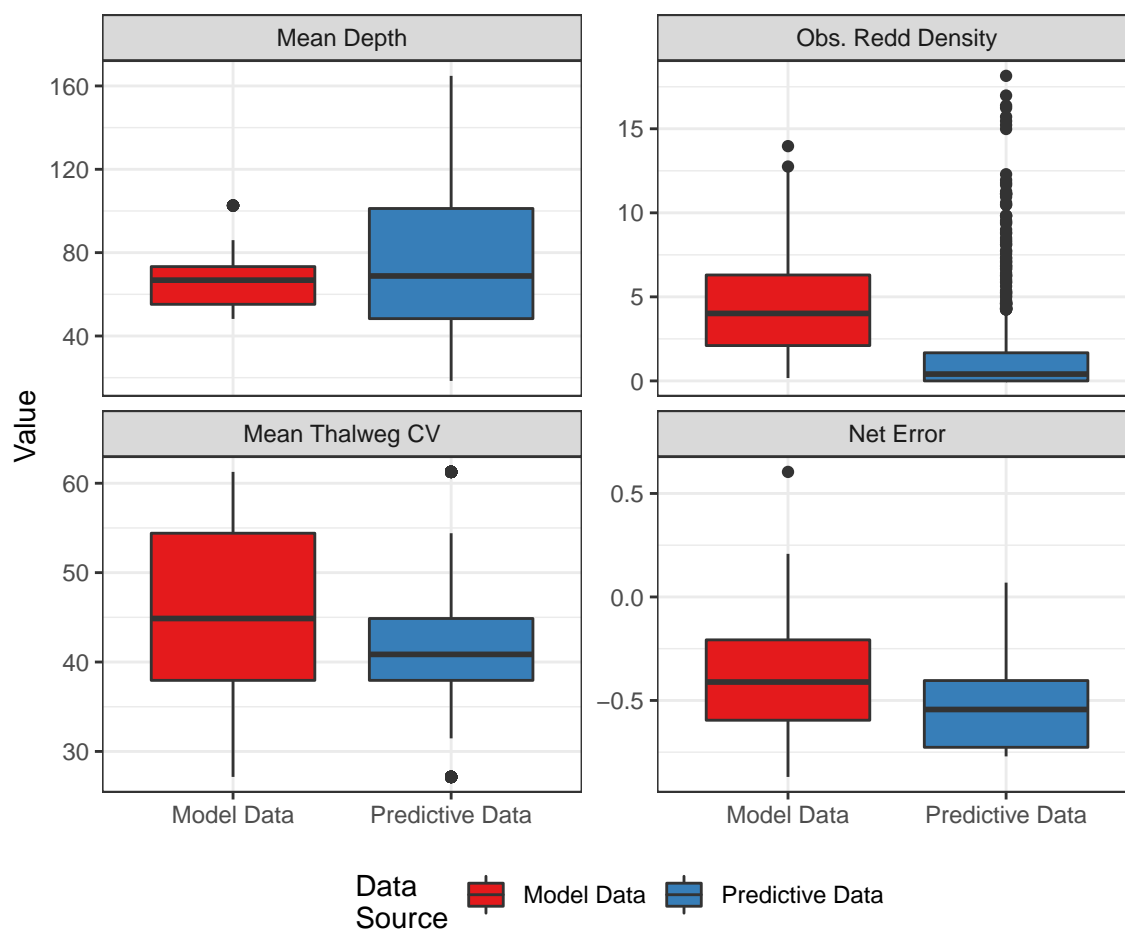 Mean Depth
Obs. Redd Density
160
120
80
40
15
10
5
0
Value
Mean Thalweg CV
Net Error
60
50
40
30
0.5
0.0
−0.5
Model Data
Predictive Data
Model Data
Predictive Data
Data
Source
Model Data
Predictive Data